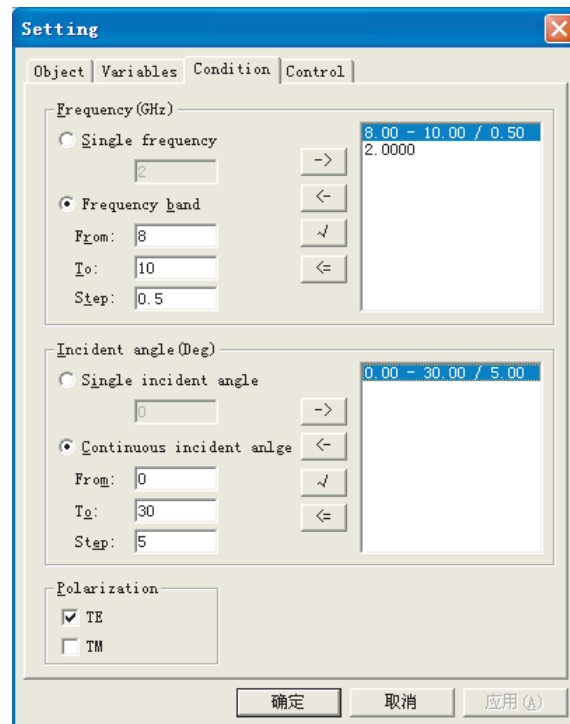 Setting
Object Variables Condition Control
Frequency(GHz)
Single frequency
2
Frequency band
From: 8
To: 10
Step: 0.5
->
<-
√
<=
8.00 - 10.00 / 0.50
2.0000
Incident angle(Deg)
Single incident angle
0
Continuous incident anlge
From: 0
To: 30
Step: 5
->
<-
√
<=
0.00 - 30.00 / 5.00
Polarization
TE
TM
确定 取消 应用(A)